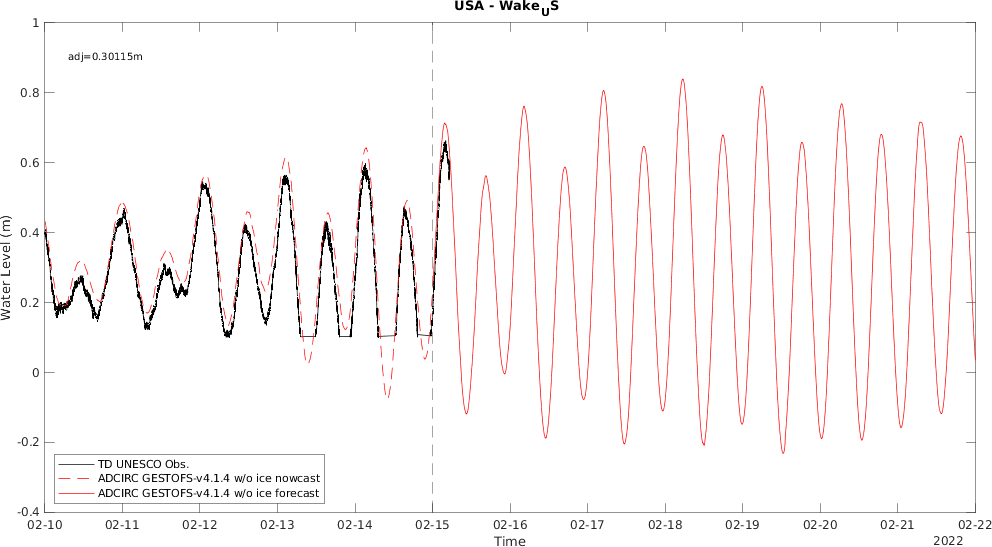 USA - Wake_US
adj=0.30115m
Water Level (m)
1
0.8
0.6
0.4
0.2
0
-0.2
-0.4
TD UNESCO Obs.
ADCIRC GESTOFS-v4.1.4 w/o ice nowcast
ADCIRC GESTOFS-v4.1.4 w/o ice forecast
02-10 02-11 02-12 02-13 02-14 02-15 02-16 02-17 02-18 02-19 02-20 02-21 02-22
Time
2022